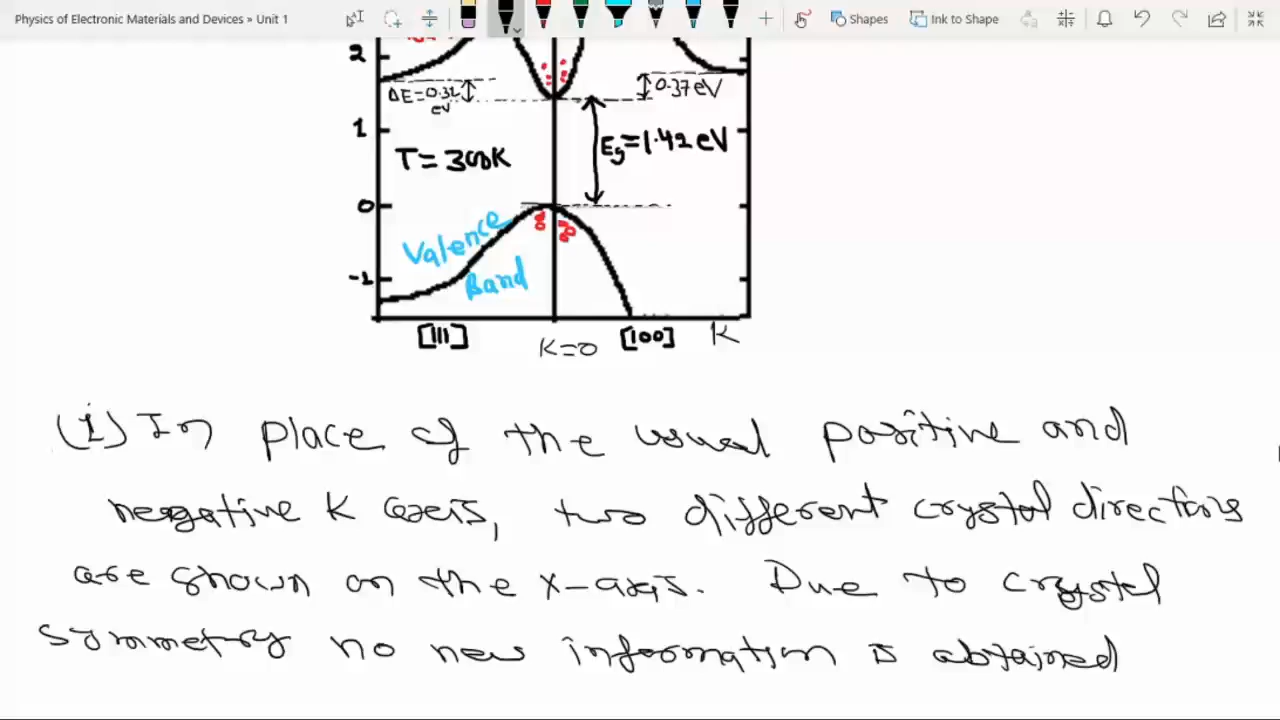 Physics of Electronic Materials and Devices » Unit 1
Shapes
Ink to Shape
2
ΔE=0.32 eV
0.37eV
1
T=300K
Eg=1.42 eV
0
Valence
Band
-1
[111]
K=0
[100]
K
(i) In place of the usual positive and
negative K axis, two different crystal directions
are shown on the x-axis. Due to crystal
symmetry no new information is obtained